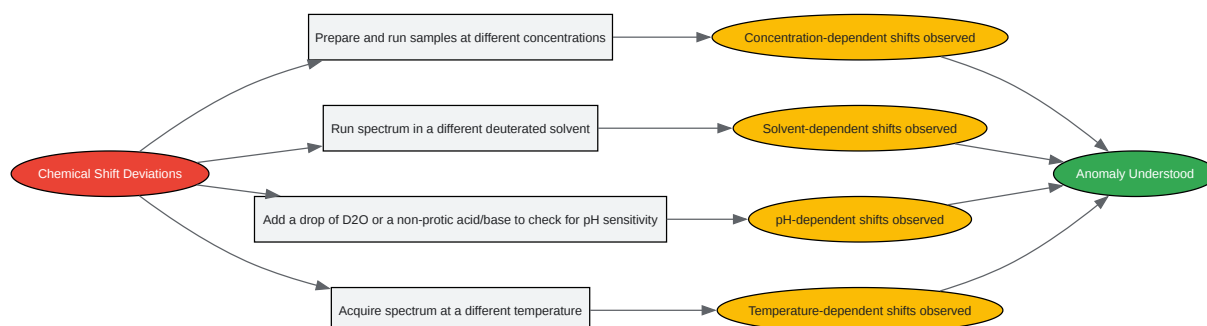 Prepare and run samples at different concentrations
Concentration-dependent shifts observed
Run spectrum in a different deuterated solvent
Solvent-dependent shifts observed
Chemical Shift Deviations
Anomaly Understood
Add a drop of D2O or a non-protic acid/base to check for pH sensitivity
pH-dependent shifts observed
Acquire spectrum at a different temperature
Temperature-dependent shifts observed